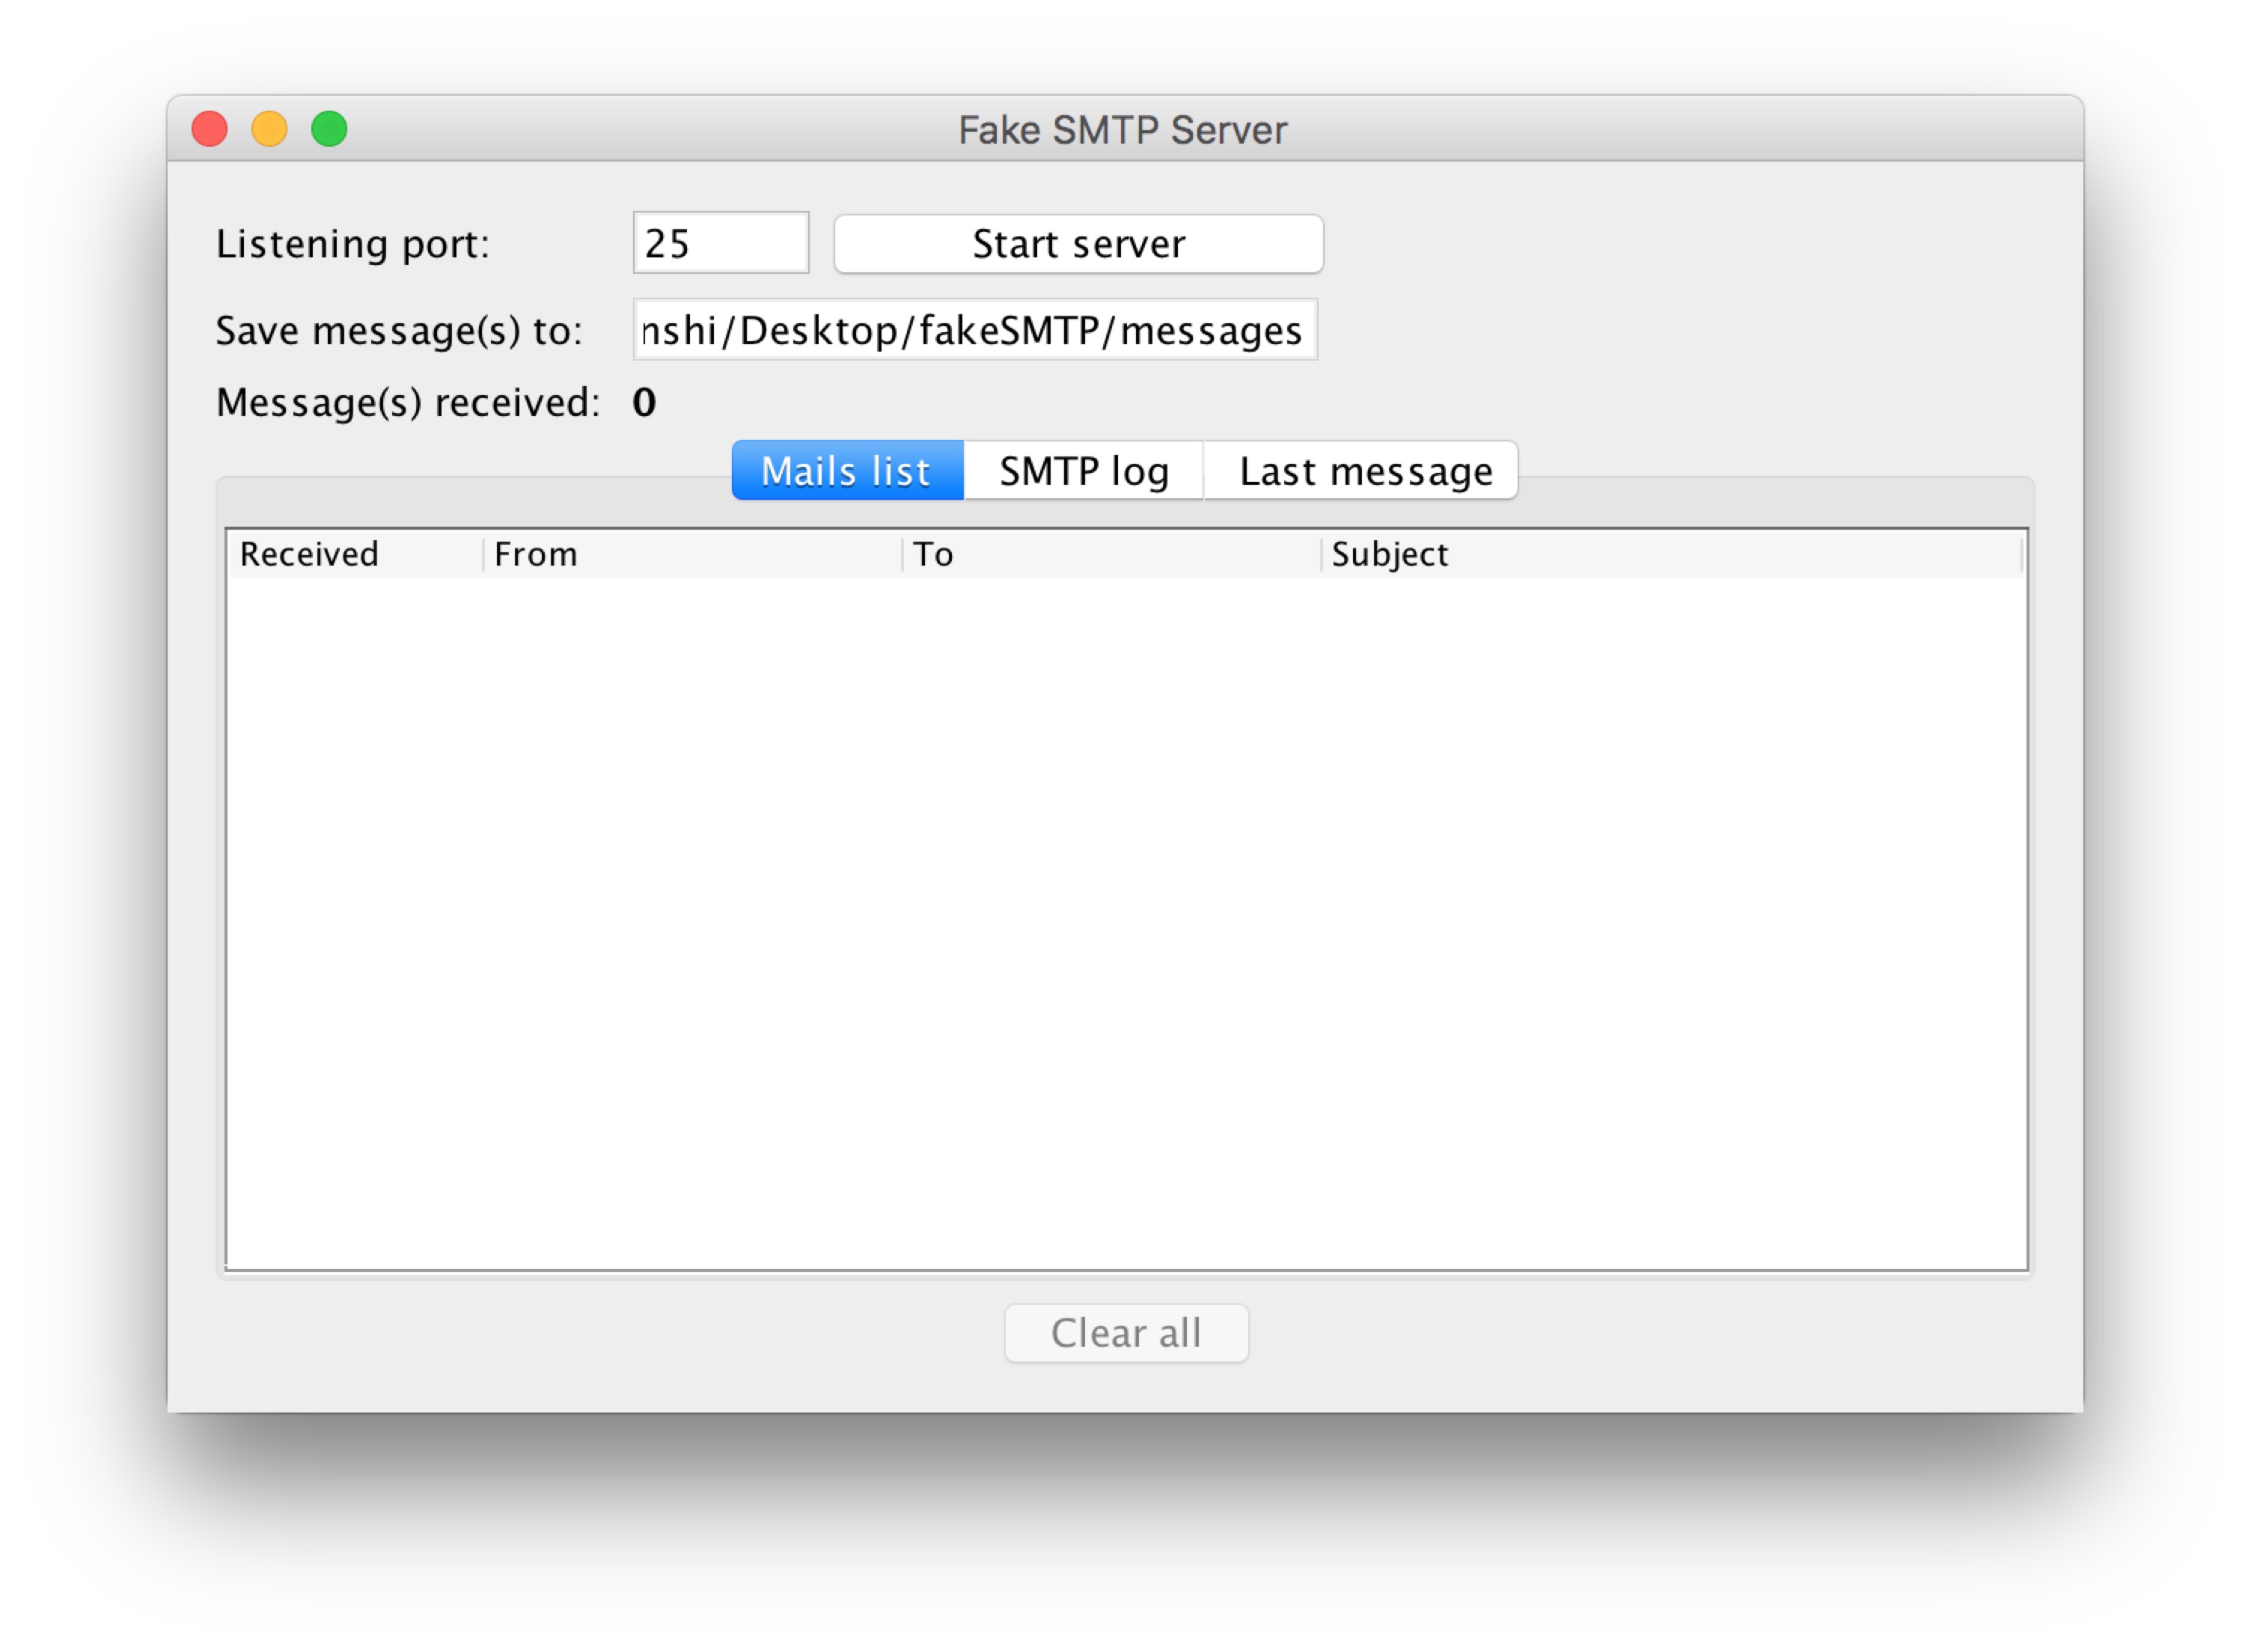 Fake SMTP Server
Listening port: 25 Start server
Save message(s) to: nshi/Desktop/fakeSMTP/messages
Message(s) received: 0
Mails list SMTP log Last message
Received From To Subject
Clear all